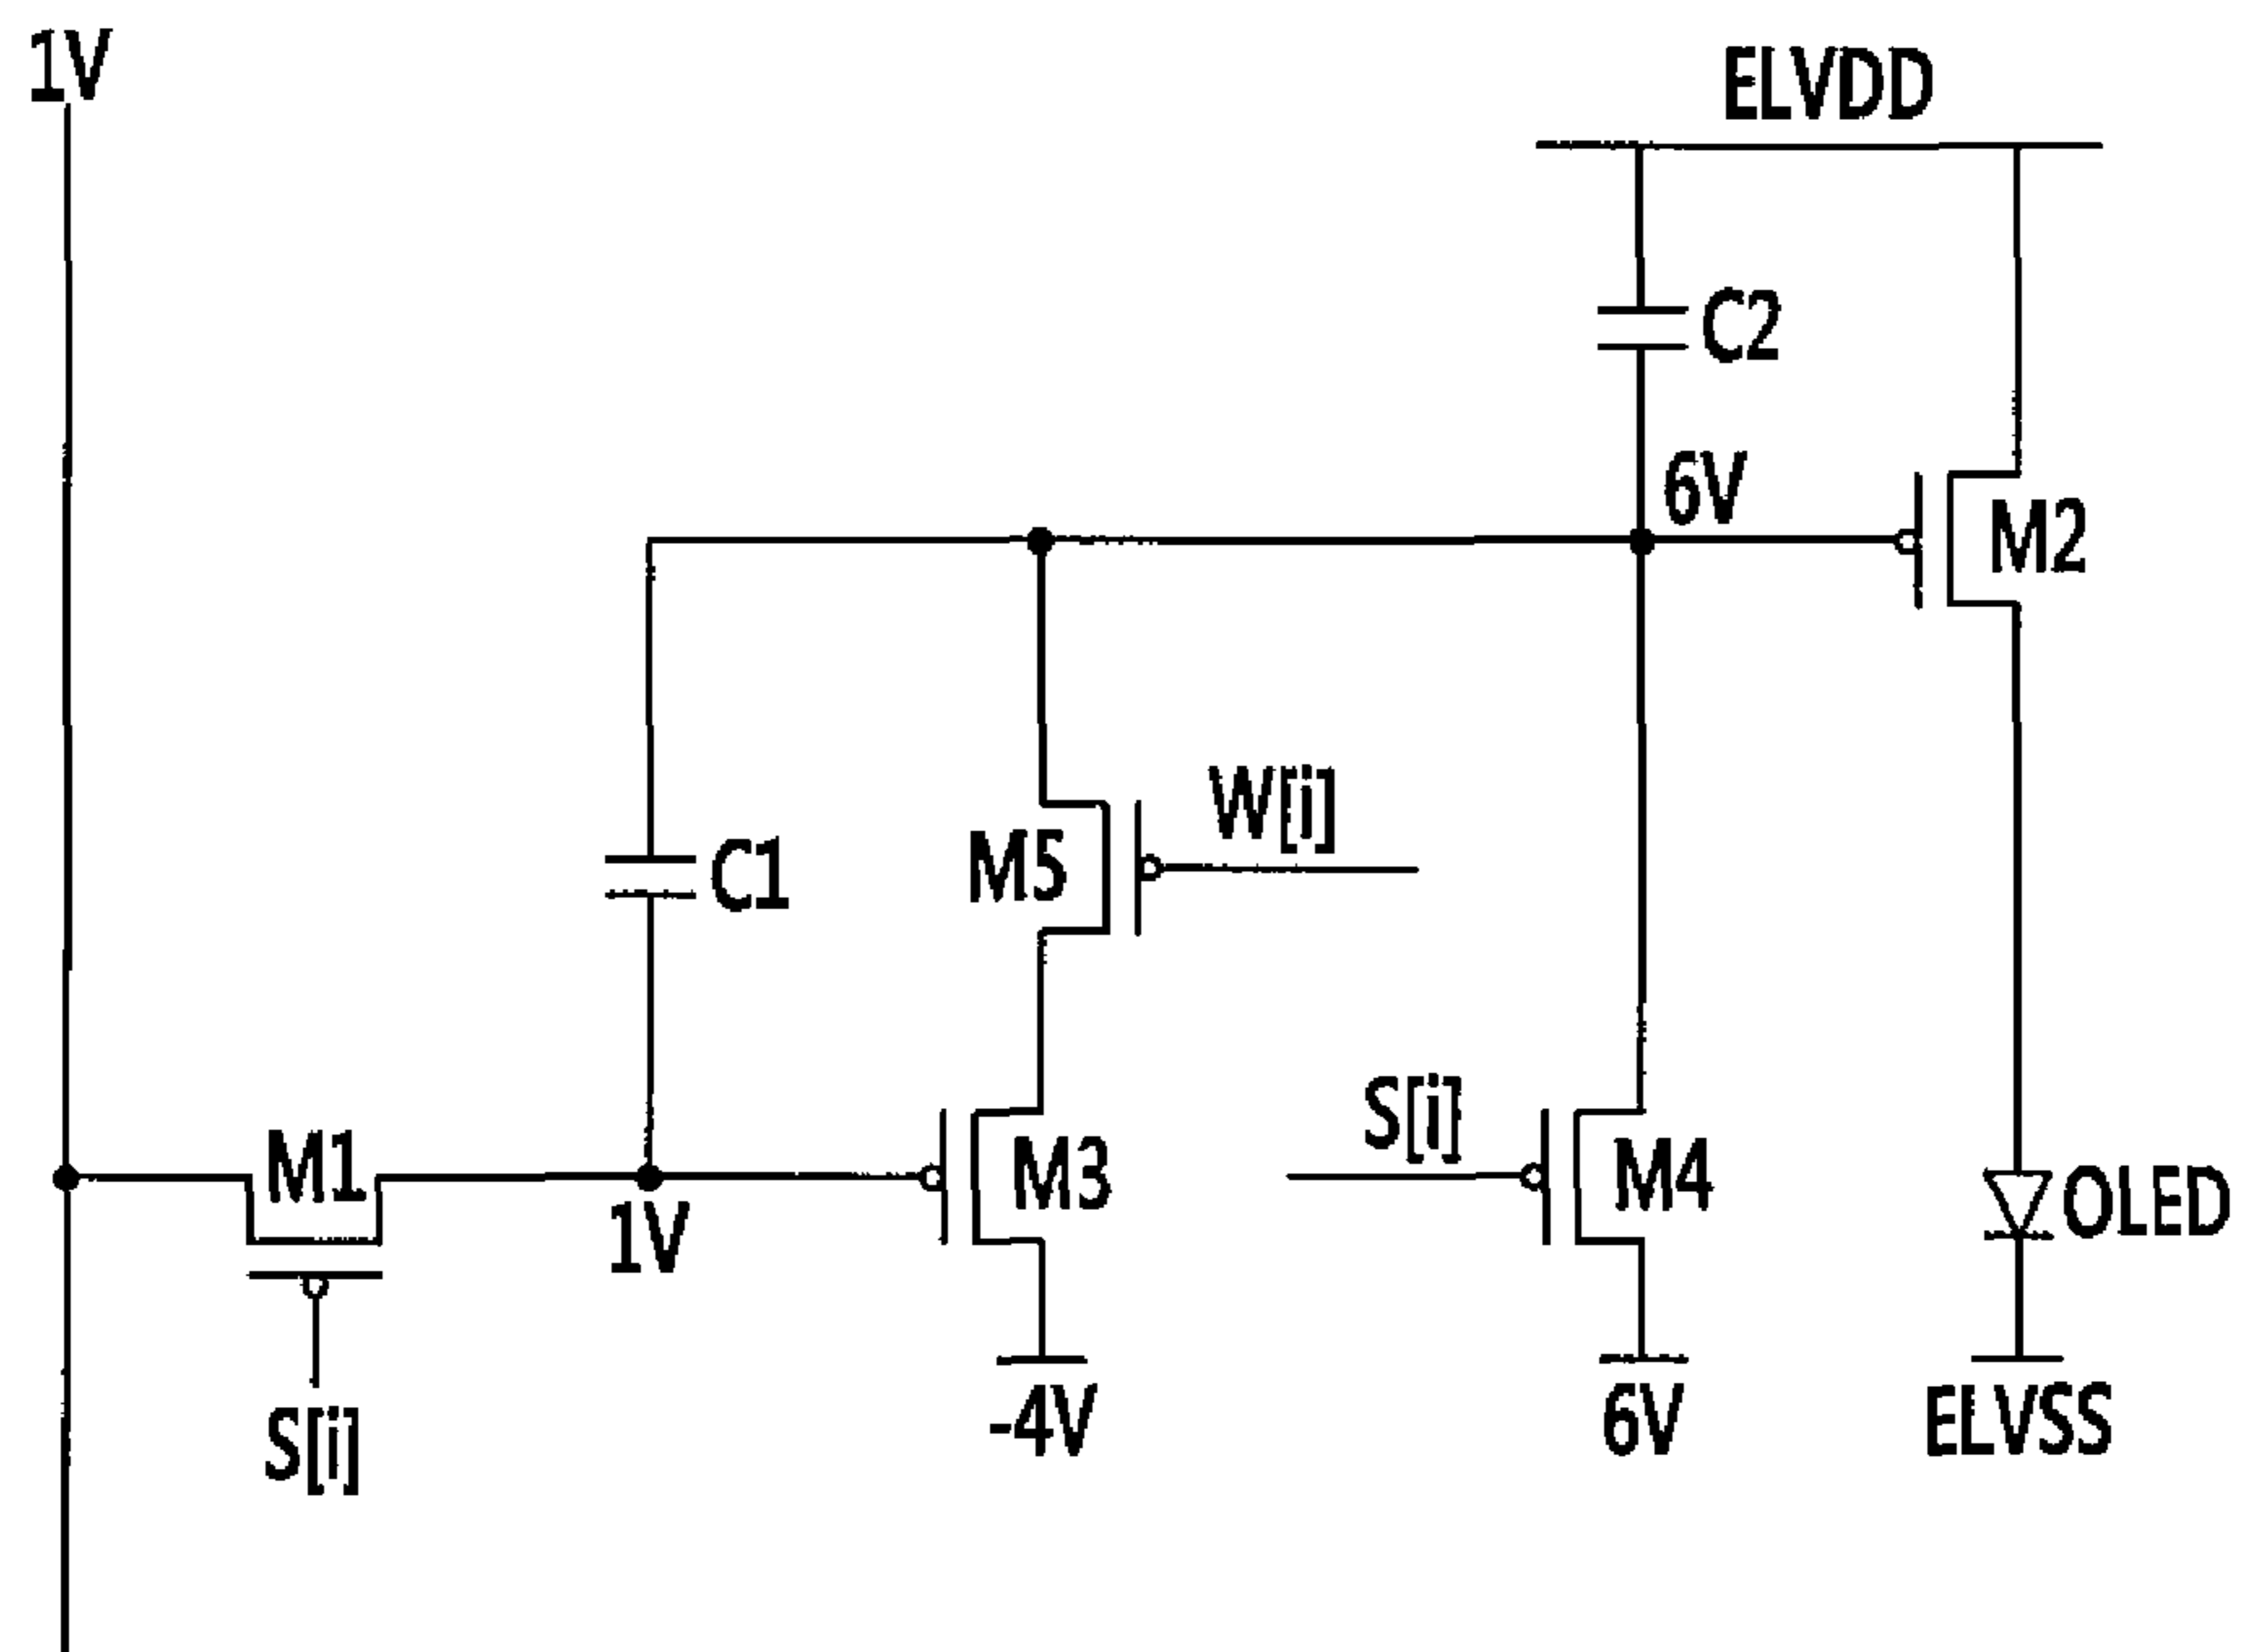 1V
ELVDD
C2
6V
M2
W[j]
M5
C1
S[i]
M1
M3
M4
OLED
1V
-4V
6V
ELVSS
S[i]